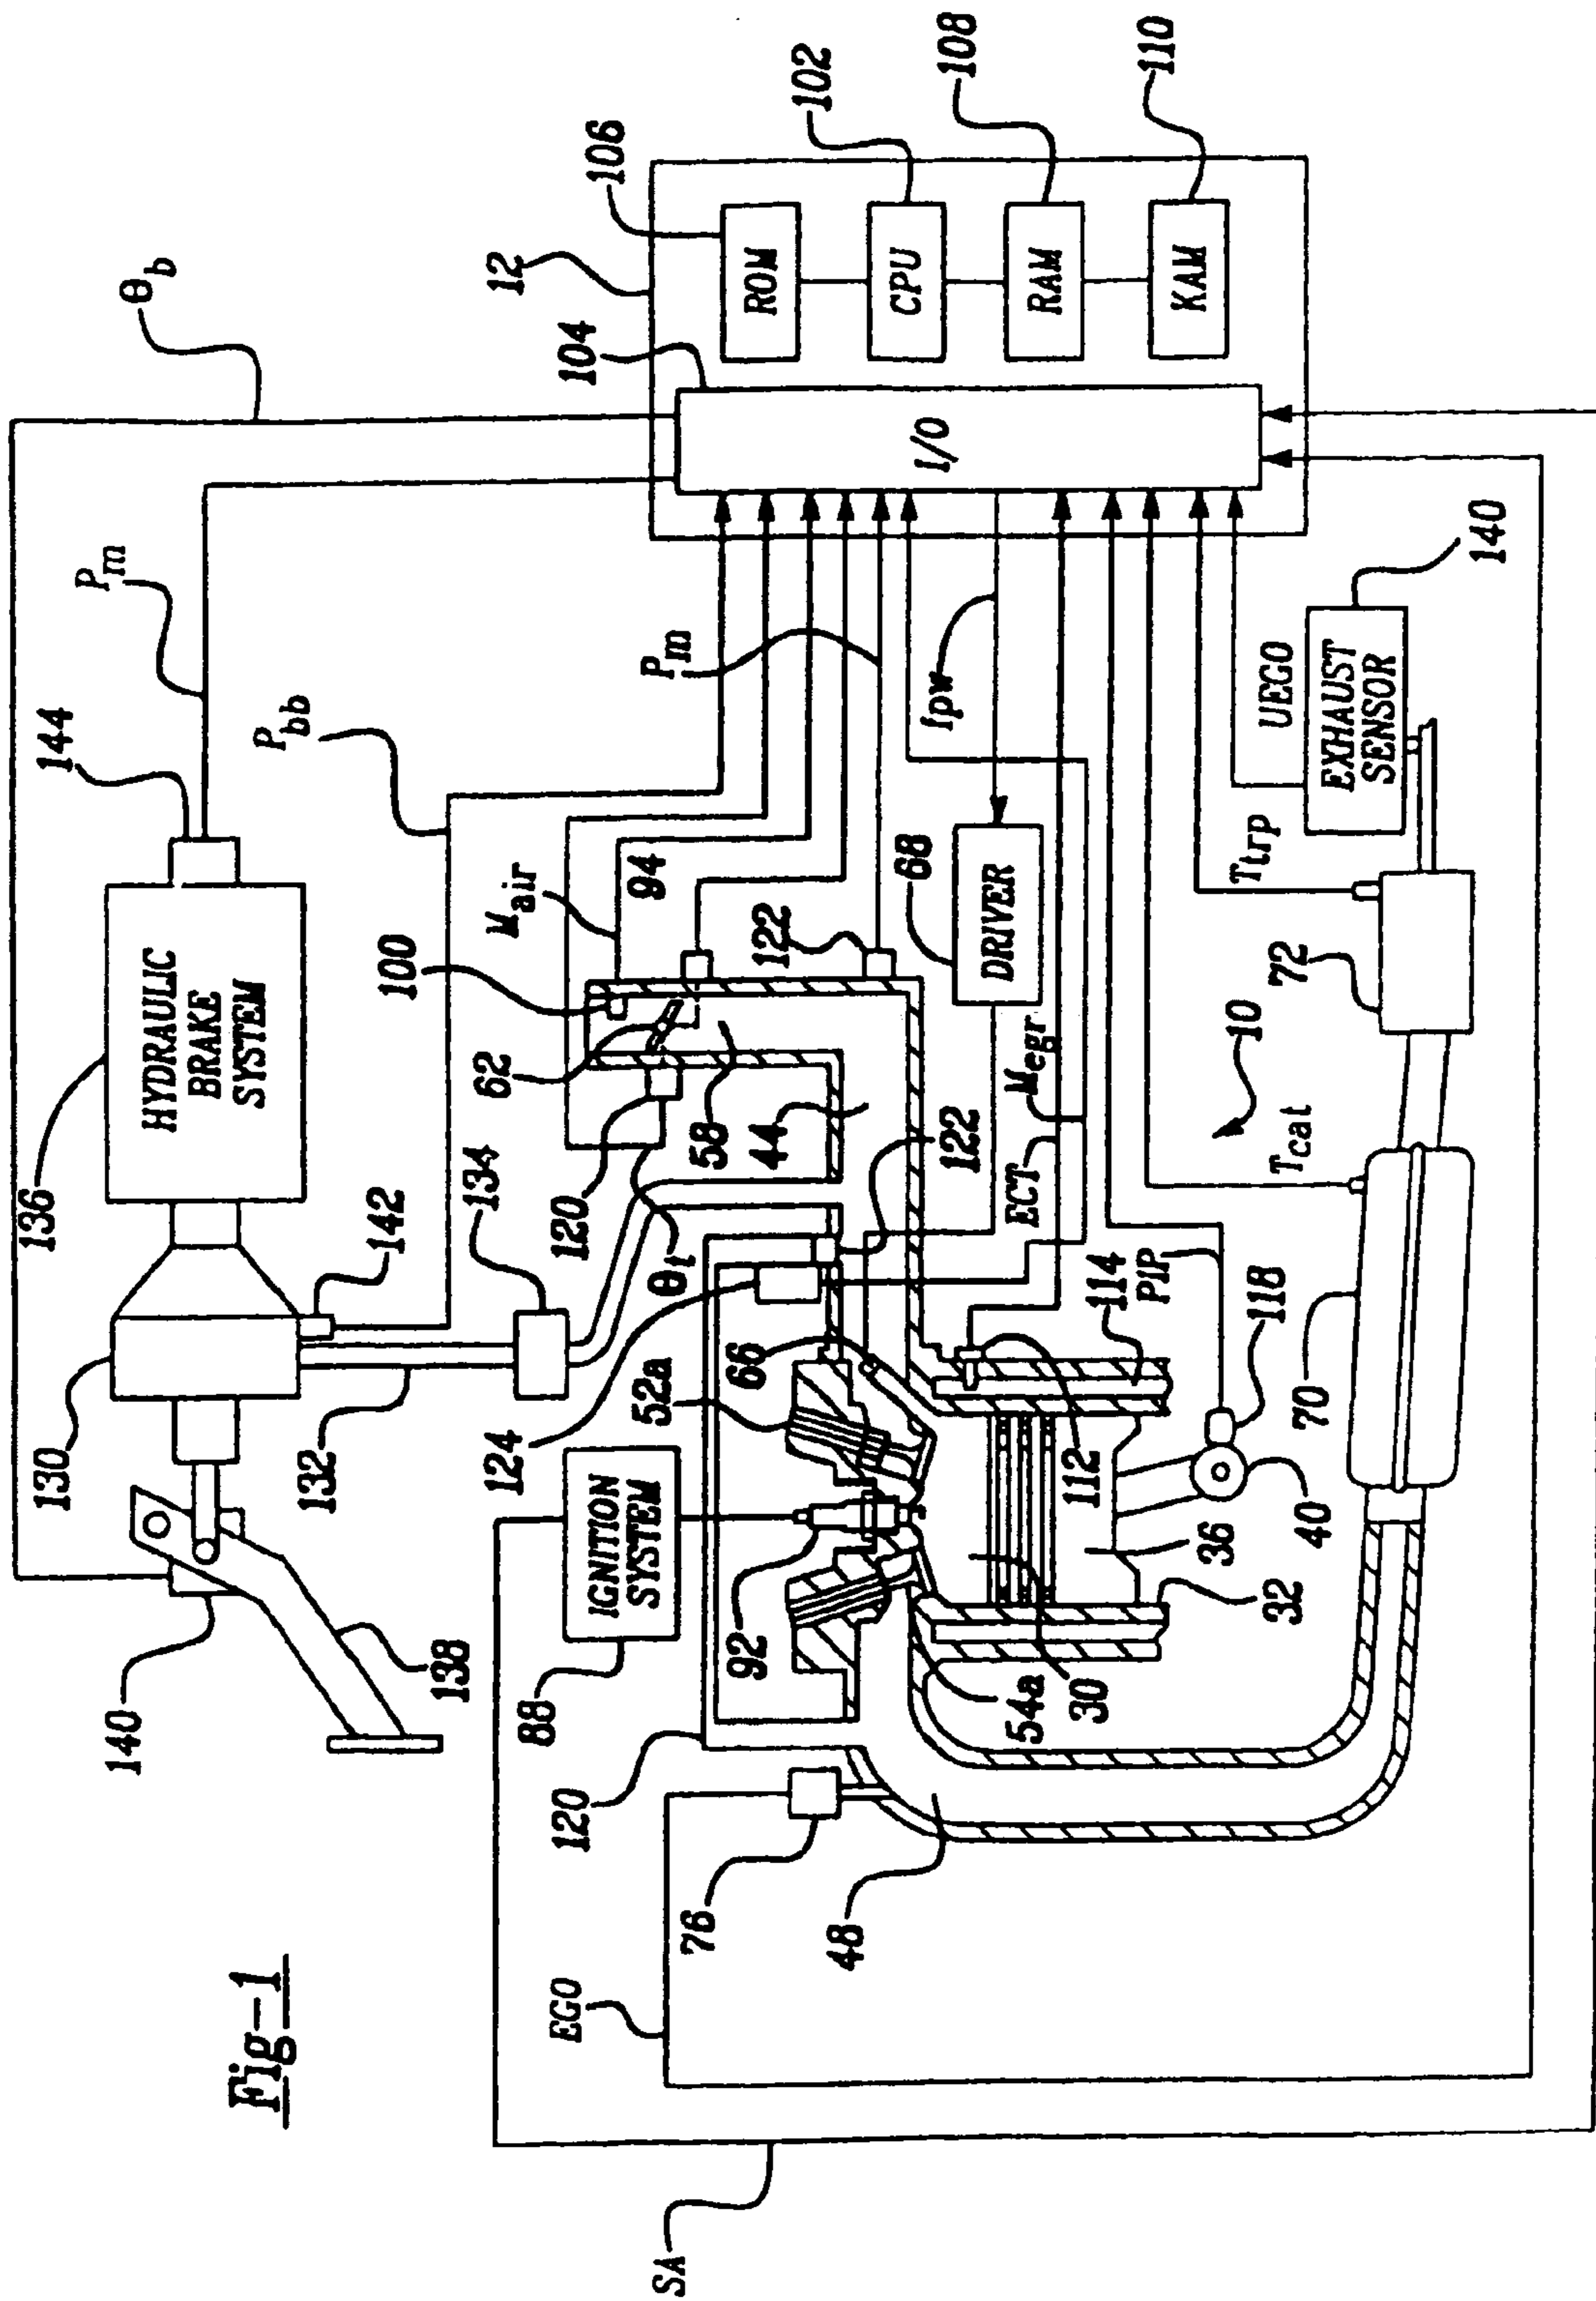 Fig-1
136
HYDRAULIC
BRAKE
SYSTEM
144
Pm
θb
130
142
Pbb
140
138
132
134
Mair
100
94
62
120
58
θt
44
122
Pm
12
104
106
ROM
102
CPU
108
RAM
110
KAM
I/O
SA
EGO
76
120
88
IGNITION
SYSTEM
92
124
52a
66
122
68
DRIVER
fpw
Megr
ECT
48
54a
30
32
36
112
114
PIP
118
40
70
Tcat
10
72
Ttrp
UEGO
EXHAUST
SENSOR
140